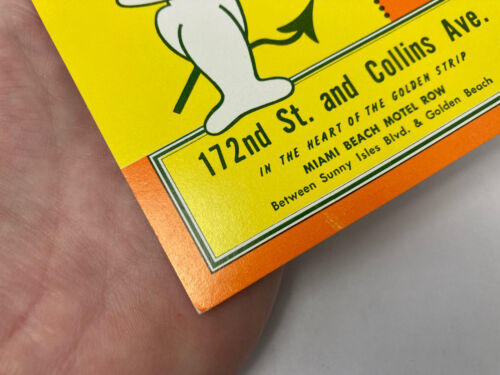 172nd St. and Collins Ave.
IN THE HEART OF THE GOLDEN STRIP
MIAMI BEACH MOTEL ROW
Between Sunny Isles Blvd. & Golden Beach